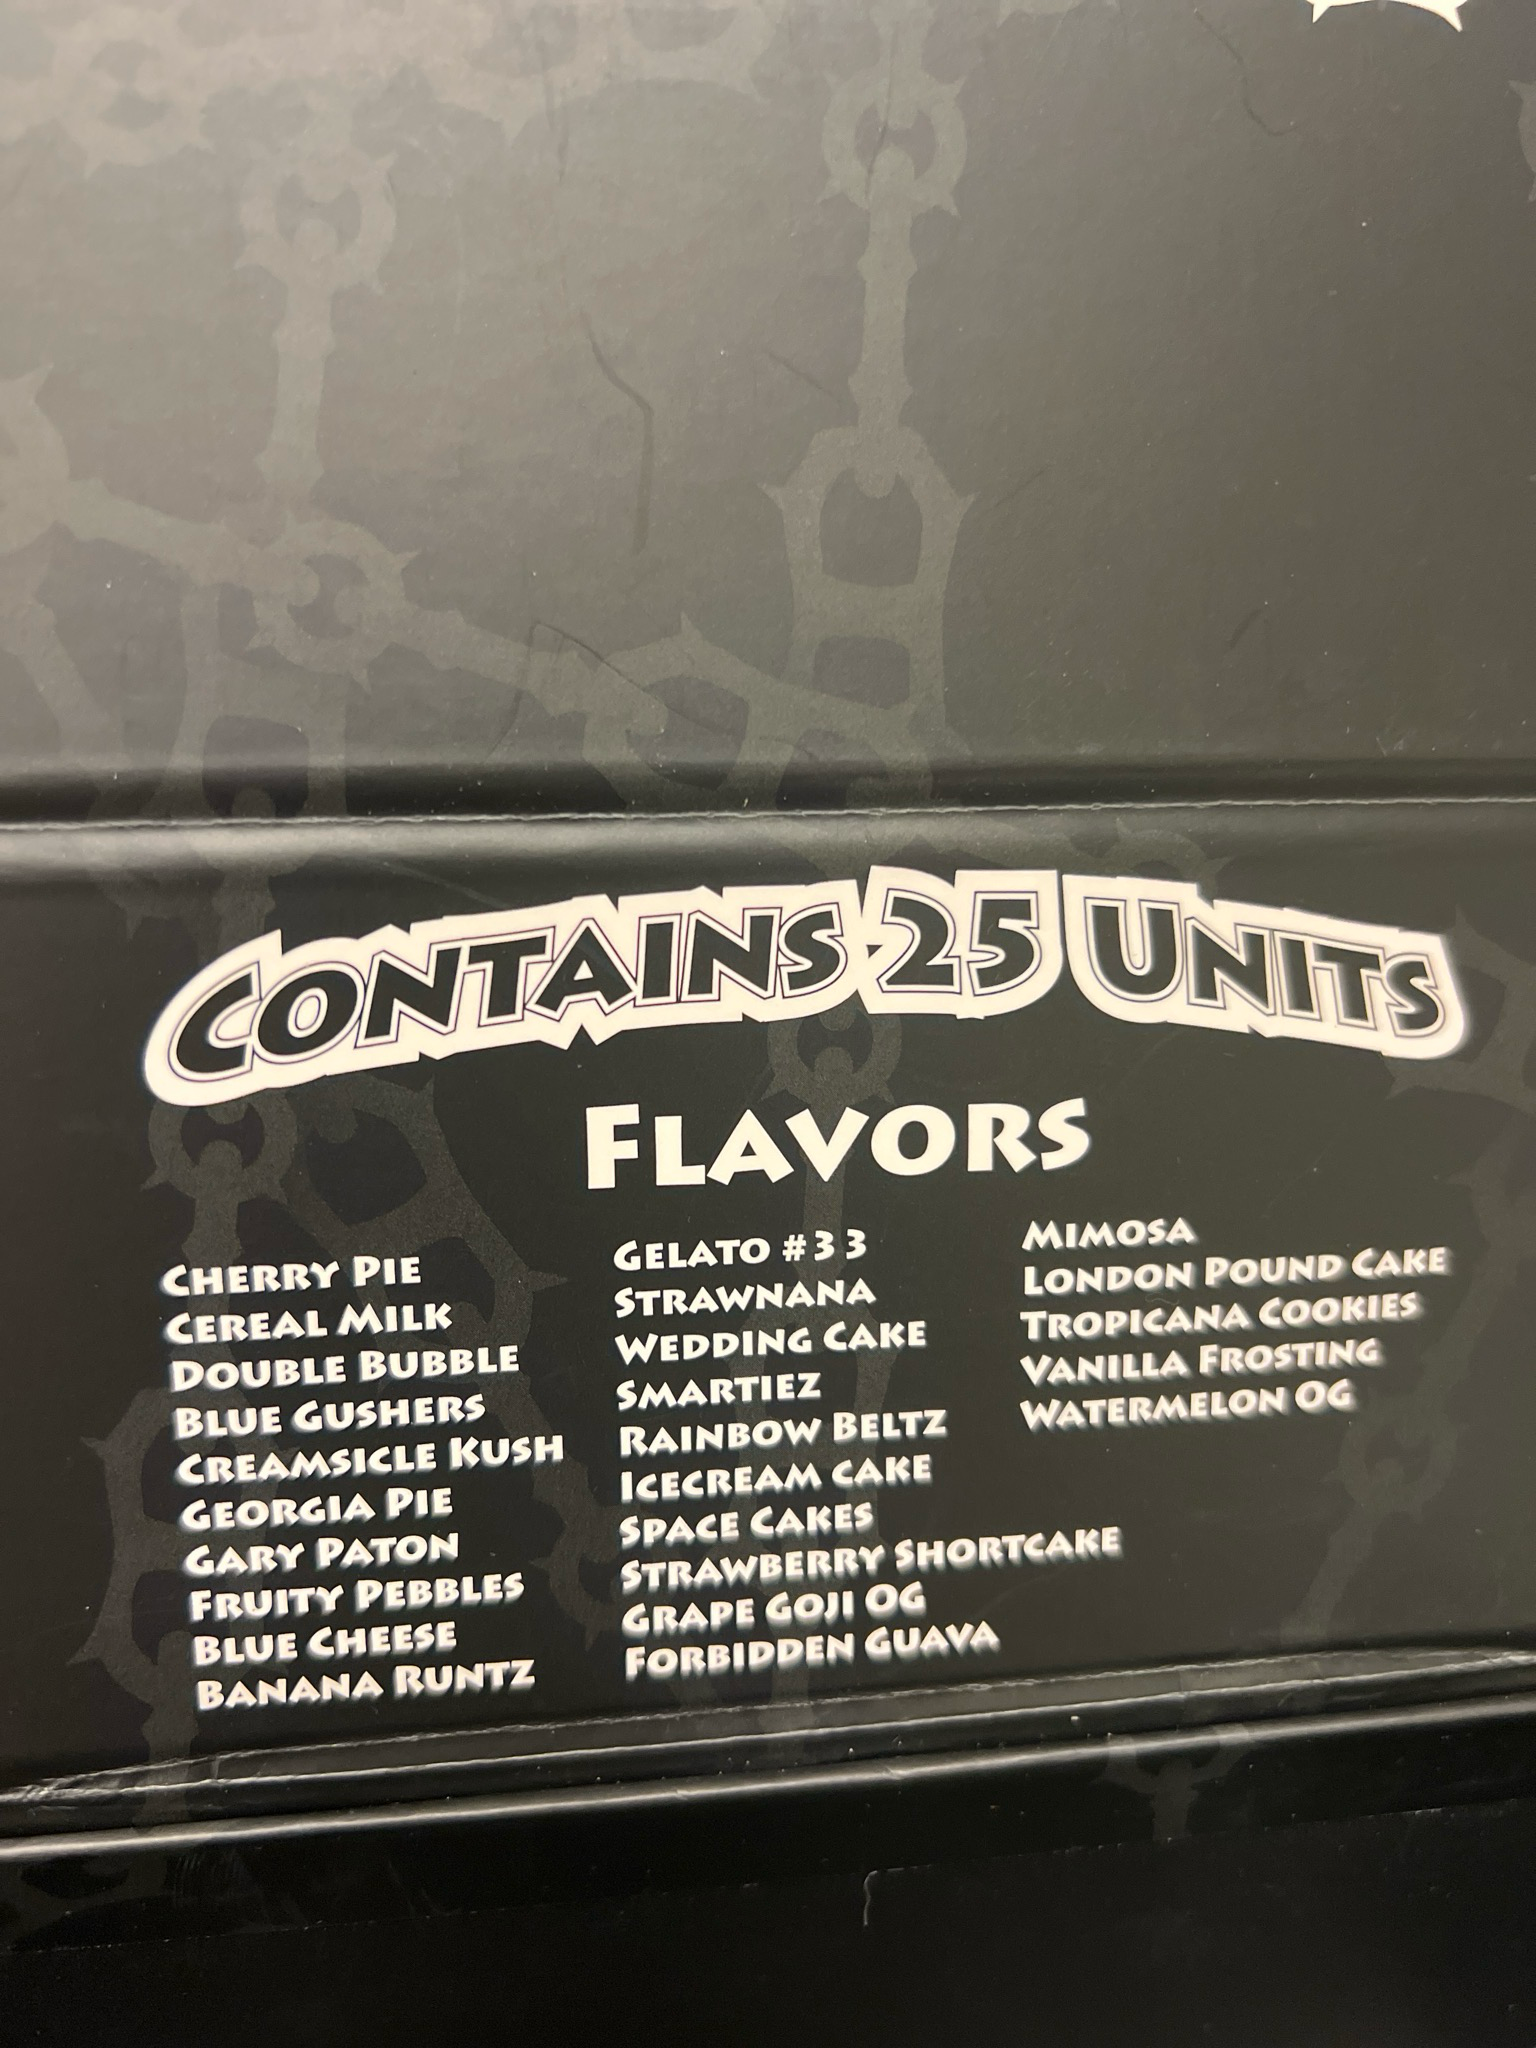 Contains 25 Units
Flavors
Cherry Pie
Cereal Milk
Double Bubble
Blue Gushers
Creamsicle Kush
Georgia Pie
Gary Paton
Fruity Pebbles
Blue Cheese
Banana Runtz
Gelato #33
Strawnana
Wedding Cake
Smartiez
Rainbow Beltz
Icecream cake
Space Cakes
Strawberry Shortcake
Grape Goji OG
Forbidden Guava
Mimosa
London Pound Cake
Tropicana Cookies
Vanilla Frosting
Watermelon OG